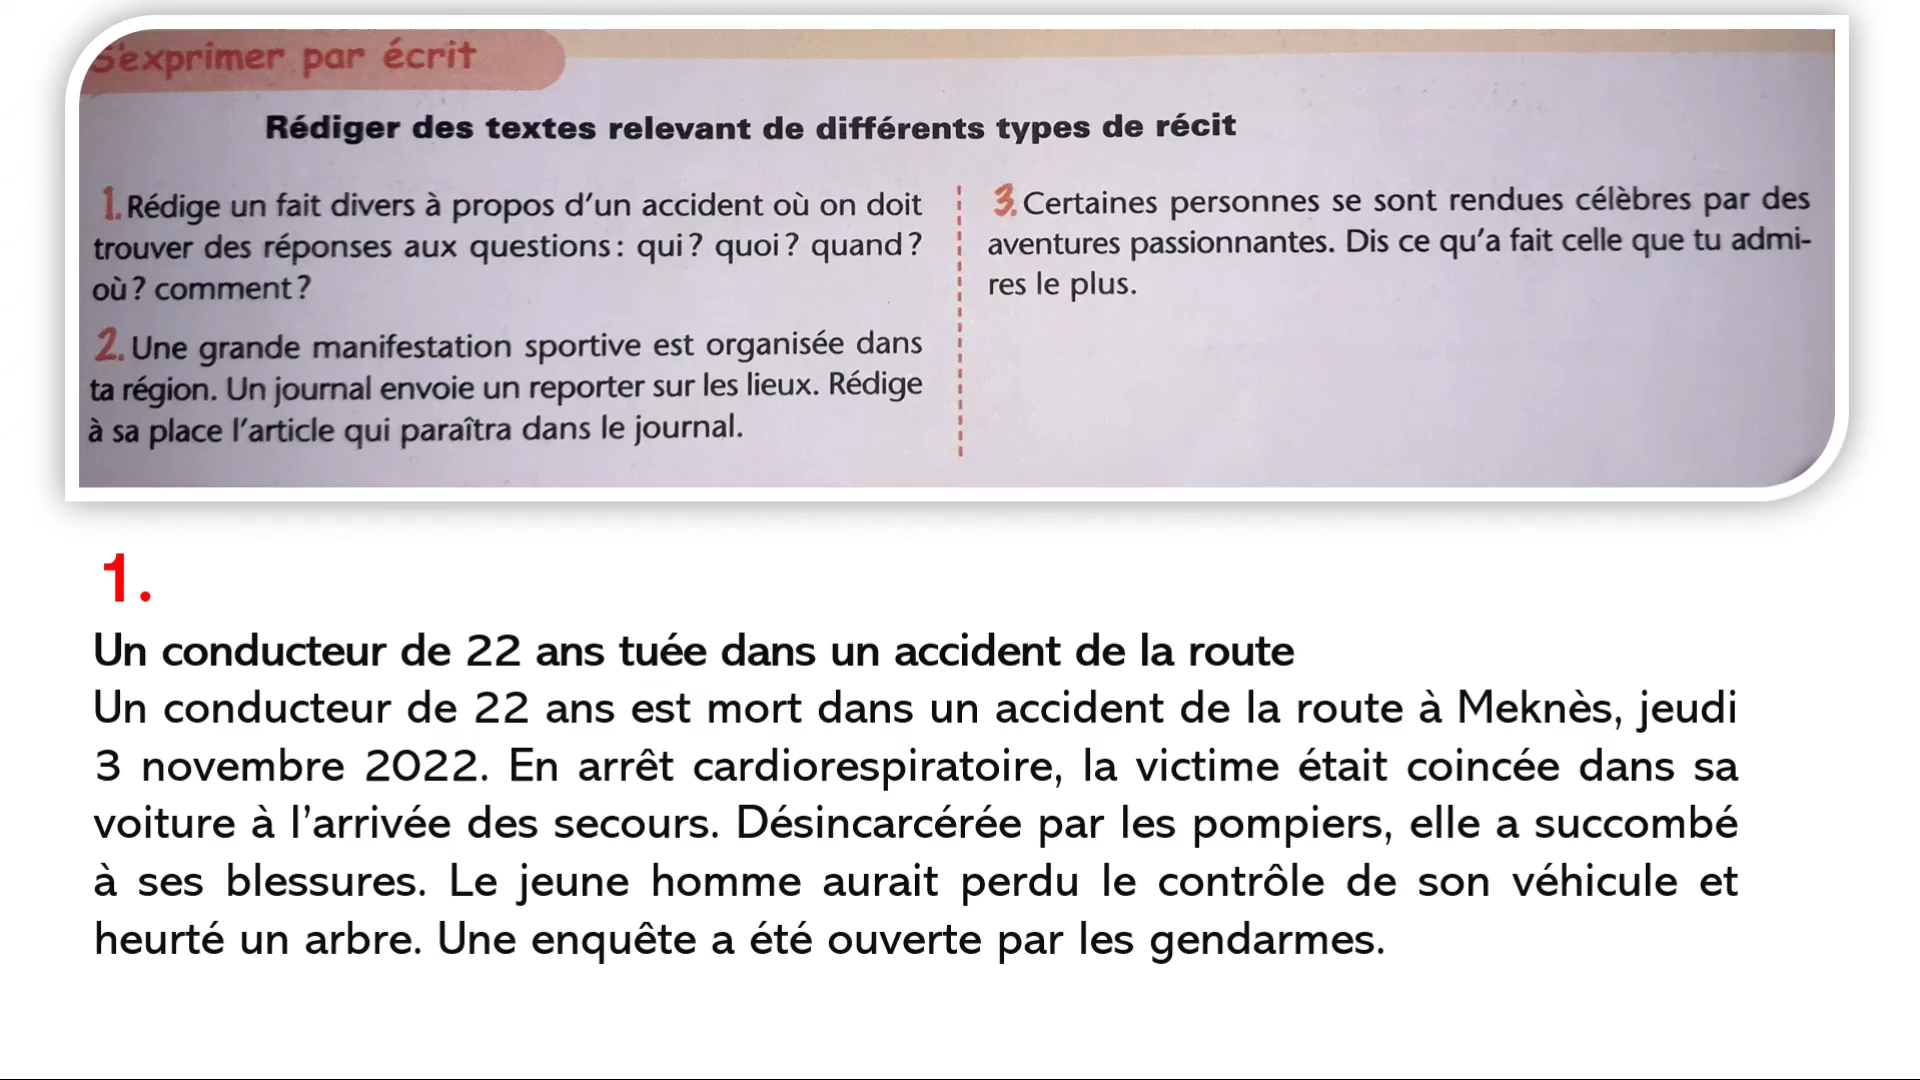 S'exprimer par écrit
Rédiger des textes relevant de différents types de récit
1. Rédige un fait divers à propos d'un accident où on doit
trouver des réponses aux questions : qui ? quoi ? quand ?
où ? comment ?
2. Une grande manifestation sportive est organisée dans
ta région. Un journal envoie un reporter sur les lieux. Rédige
à sa place l'article qui paraîtra dans le journal.
3. Certaines personnes se sont rendues célèbres par des
aventures passionnantes. Dis ce qu'a fait celle que tu admi-
res le plus.
1.
Un conducteur de 22 ans tuée dans un accident de la route
Un conducteur de 22 ans est mort dans un accident de la route à Meknès, jeudi
3 novembre 2022. En arrêt cardiorespiratoire, la victime était coincée dans sa
voiture à l'arrivée des secours. Désincarcérée par les pompiers, elle a succombé
à ses blessures. Le jeune homme aurait perdu le contrôle de son véhicule et
heurté un arbre. Une enquête a été ouverte par les gendarmes.